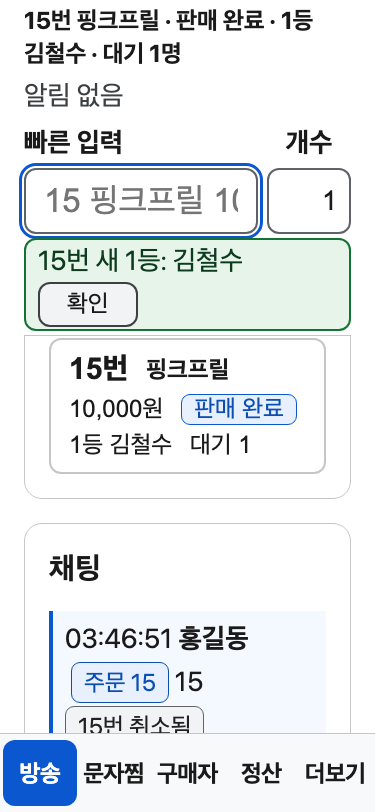 15번 핑크프릴 · 판매 완료 · 1등
김철수 · 대기 1명
알림 없음
빠른 입력 개수
15 핑크프릴 1 1
15번 새 1등: 김철수
확인
15번 핑크프릴
10,000원 판매 완료
1등 김철수 대기 1
채팅
03:46:51 홍길동
주문 15 15
15번 취소됨
방송 문자찜 구매자 정산 더보기